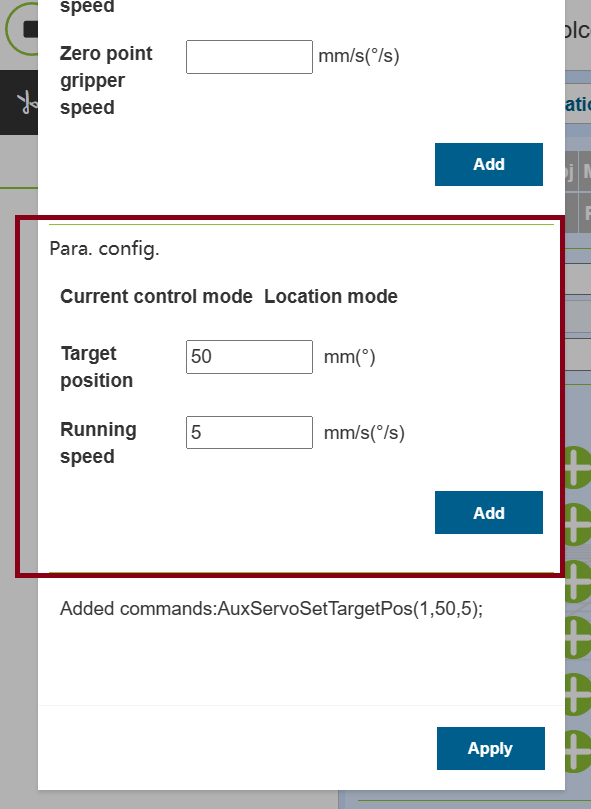 speed
Zero point
gripper
speed
mm/s(°/s)
Add
Para. config.
Current control mode Location mode
Target
position
50
mm(°)
Running
speed
5
mm/s(°/s)
Add
Added commands:AuxServoSetTargetPos(1,50,5);
Apply